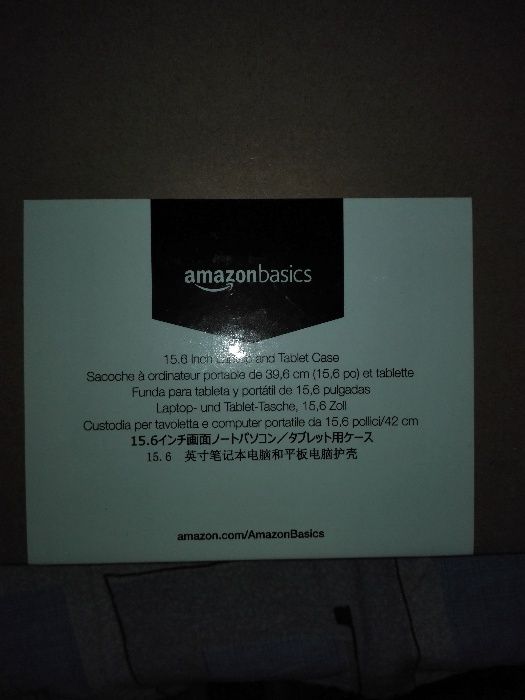 amazonbasics
15.6 Inch Laptop and Tablet Case
Sacoche à ordinateur portable de 39,6 cm (15,6 po) et tablette
Funda para tableta y portátil de 15,6 pulgadas
Laptop- und Tablet-Tasche, 15,6 Zoll
Custodia per tavoletta e computer portatile da 15,6 pollici/42 cm
15.6インチ画面ノートパソコン／タブレット用ケース
15.6 英寸笔记本电脑和平板电脑护壳
amazon.com/AmazonBasics